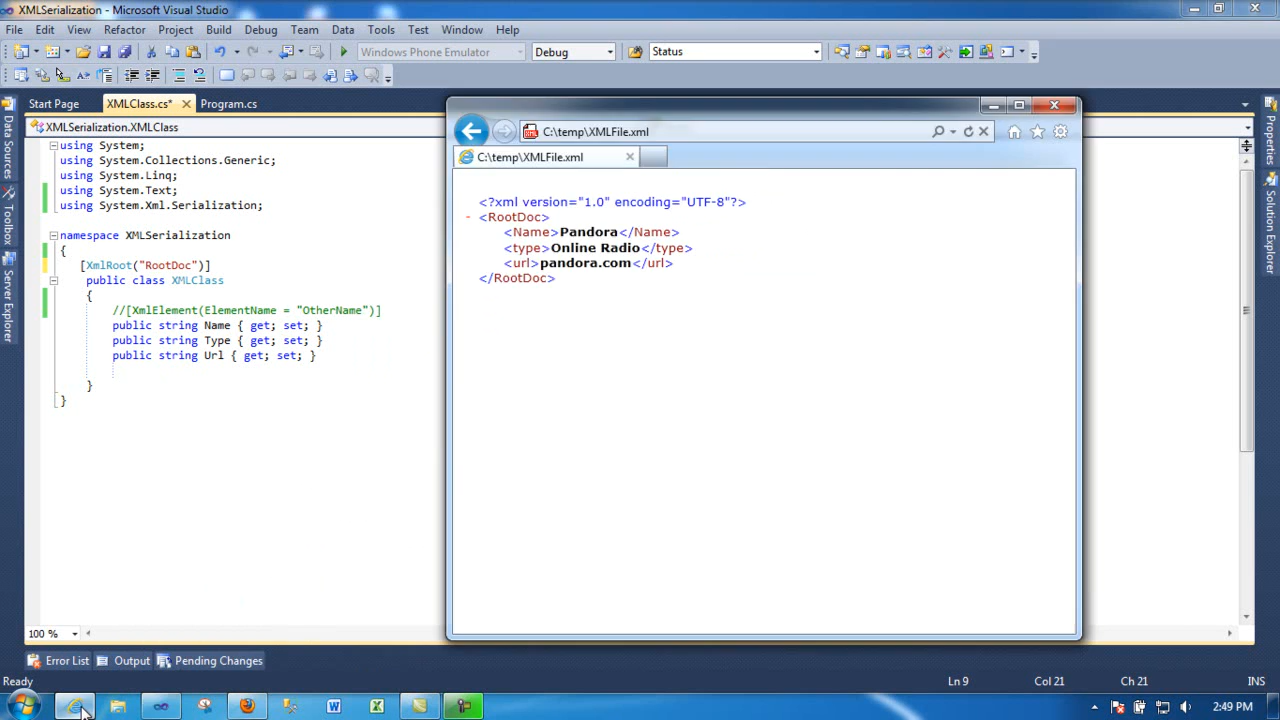 XMLSerialization - Microsoft Visual Studio
File Edit View Refactor Project Build Debug Team Data Tools Test Window Help
Windows Phone Emulator Debug Status
Start Page XMLClass.cs* Program.cs
XMLSerialization.XMLClass
using System;
using System.Collections.Generic;
using System.Linq;
using System.Text;
using System.Xml.Serialization;
namespace XMLSerialization
{
[XmlRoot("RootDoc")]
public class XMLClass
{
//[XmlElement(ElementName = "OtherName")]
public string Name { get; set; }
public string Type { get; set; }
public string Url { get; set; }
}
}
C:\temp\XMLFile.xml
C:\temp\XMLFile.xml
<?xml version="1.0" encoding="UTF-8"?>
- <RootDoc>
<Name>Pandora</Name>
<type>Online Radio</type>
<url>pandora.com</url>
</RootDoc>
Data Sources
Toolbox
Server Explorer
Properties
Solution Explorer
100 %
Error List Output Pending Changes
Ready Ln 9 Col 21 Ch 21 INS
2:49 PM